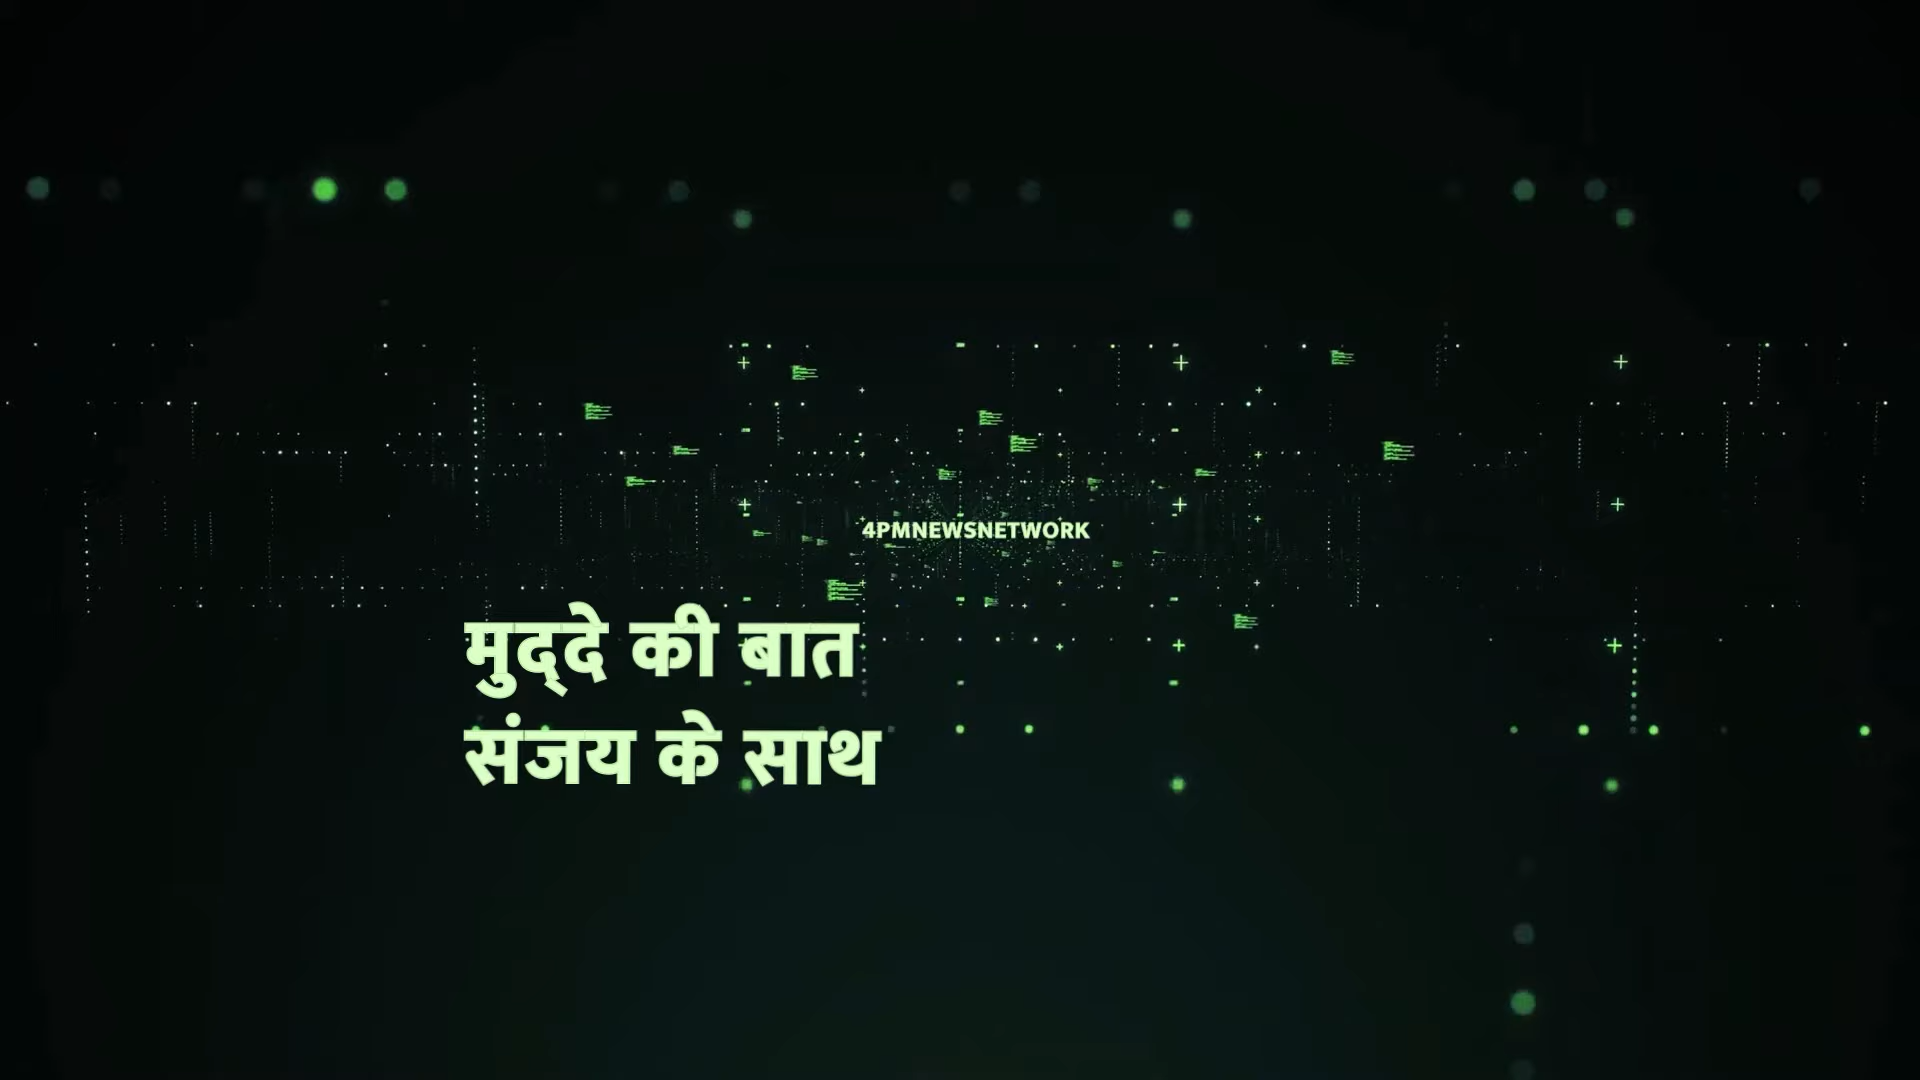 4PMNEWSNETWORK
मुद्दे की बात
संजय के साथ